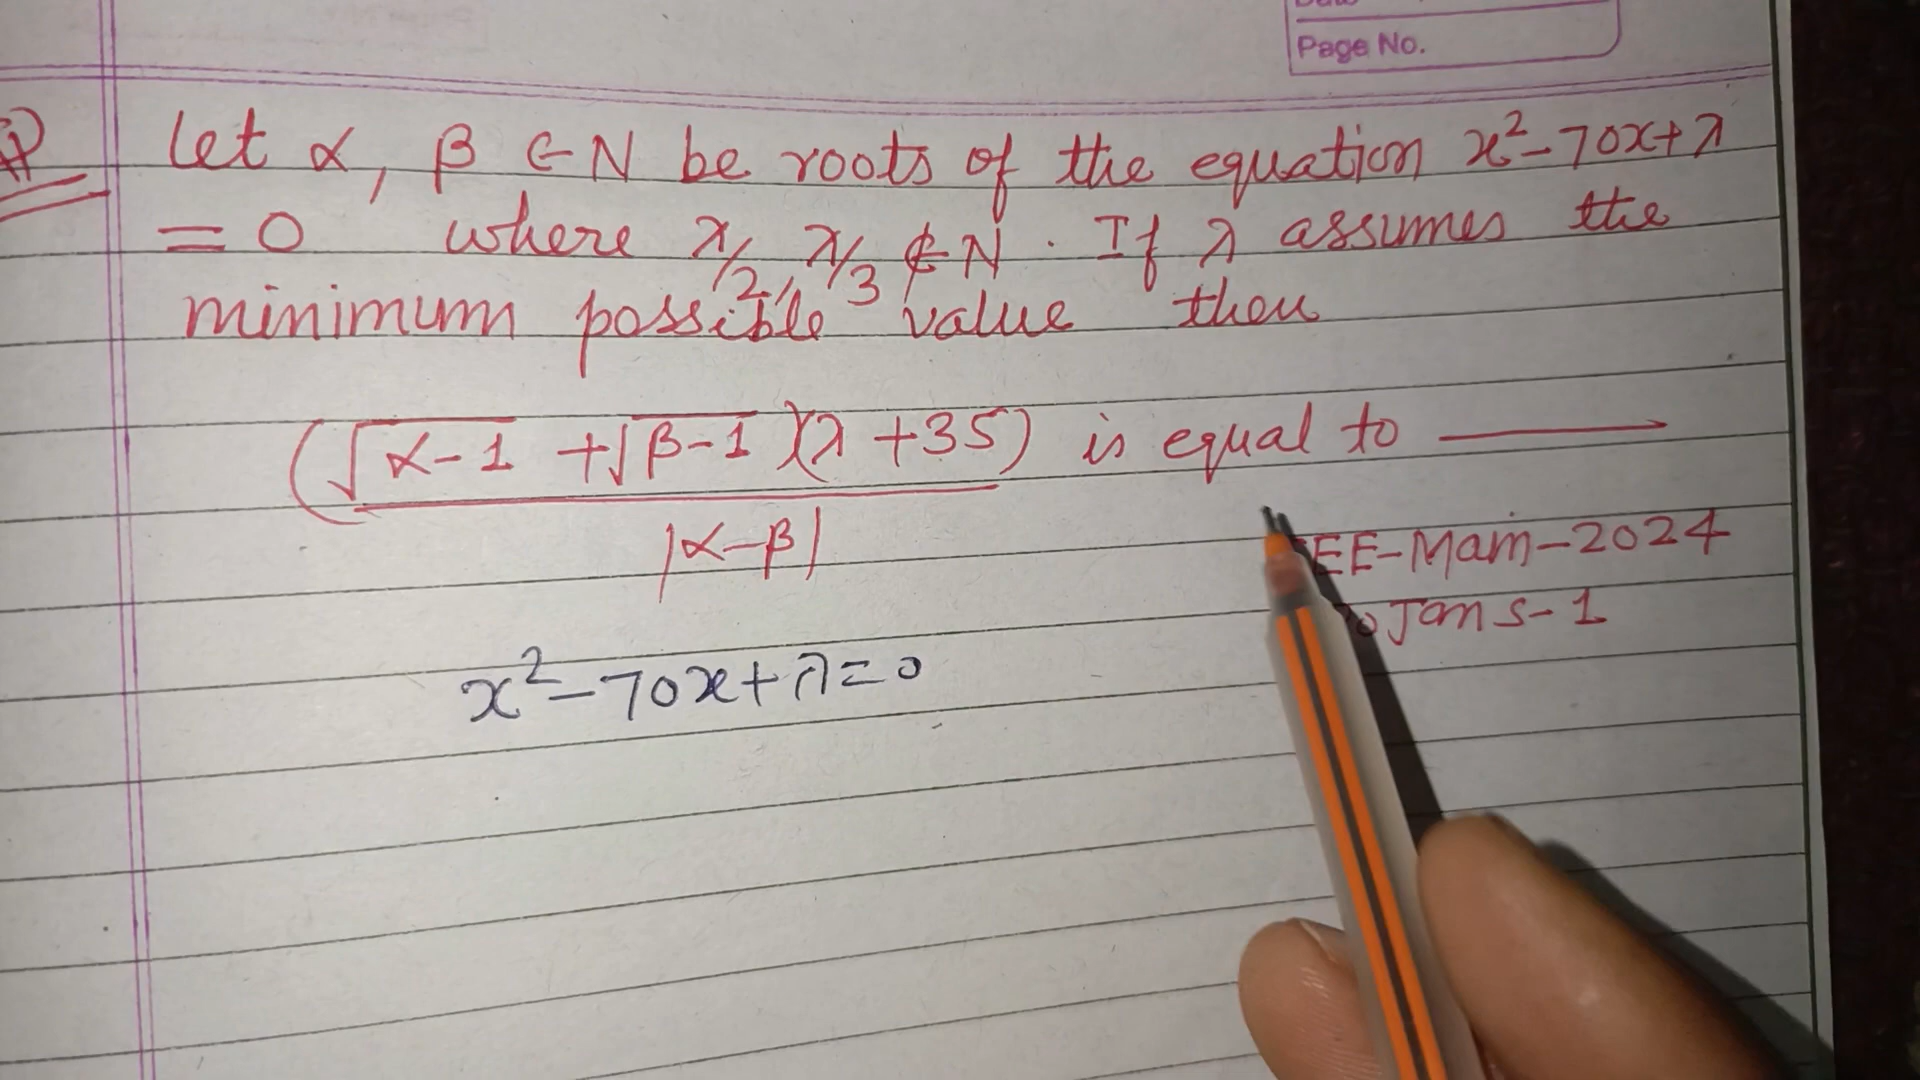 Page No.
Let α, β ∈ N be roots of the equation x²-70x+λ
= 0 where λ/2, λ/3 ∉ N. If λ assumes the
minimum possible value then
(√α-1 + √β-1)(λ+35) is equal to
|α-β|
EE-Main-2024
Jan S-1
x²-70x+λ=0